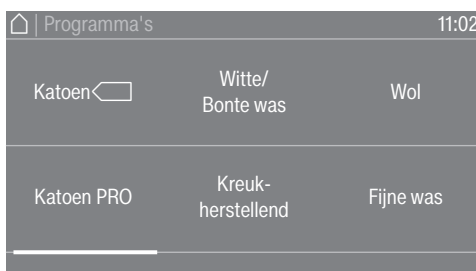 Programma's 11:02
Katoen
Witte/
Bonte was
Wol
Katoen PRO
Kreuk-
herstellend
Fijne was